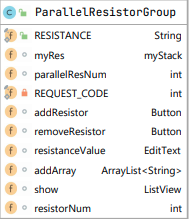 C ParallelResistorGroup
f RESISTANCE String
f myRes myStack
f parallelResNum int
f REQUEST_CODE int
f addResistor Button
f removeResistor Button
f resistanceValue EditText
f addArray ArrayList<String>
f show ListView
f resistorNum int